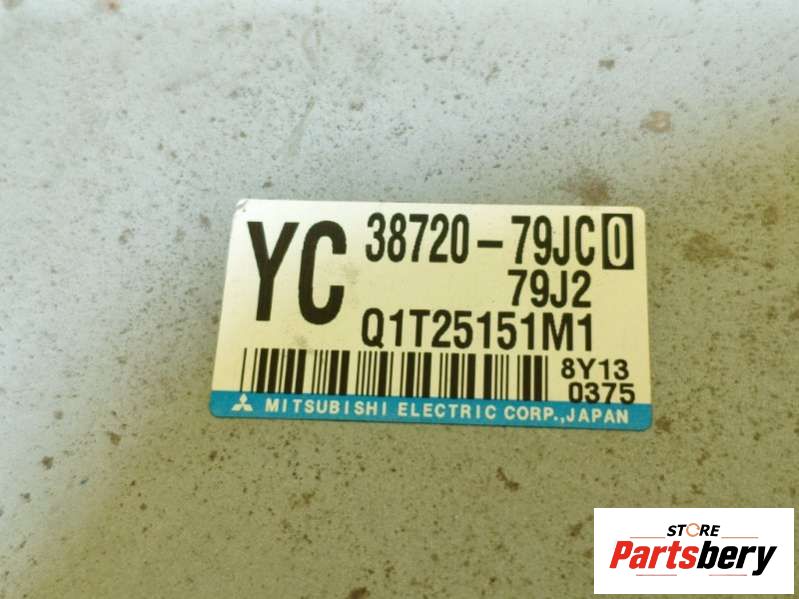 YC 38720-79JC0
79J2
Q1T25151M1
8Y13
0375
MITSUBISHI ELECTRIC CORP.,JAPAN
STORE
Partsbery